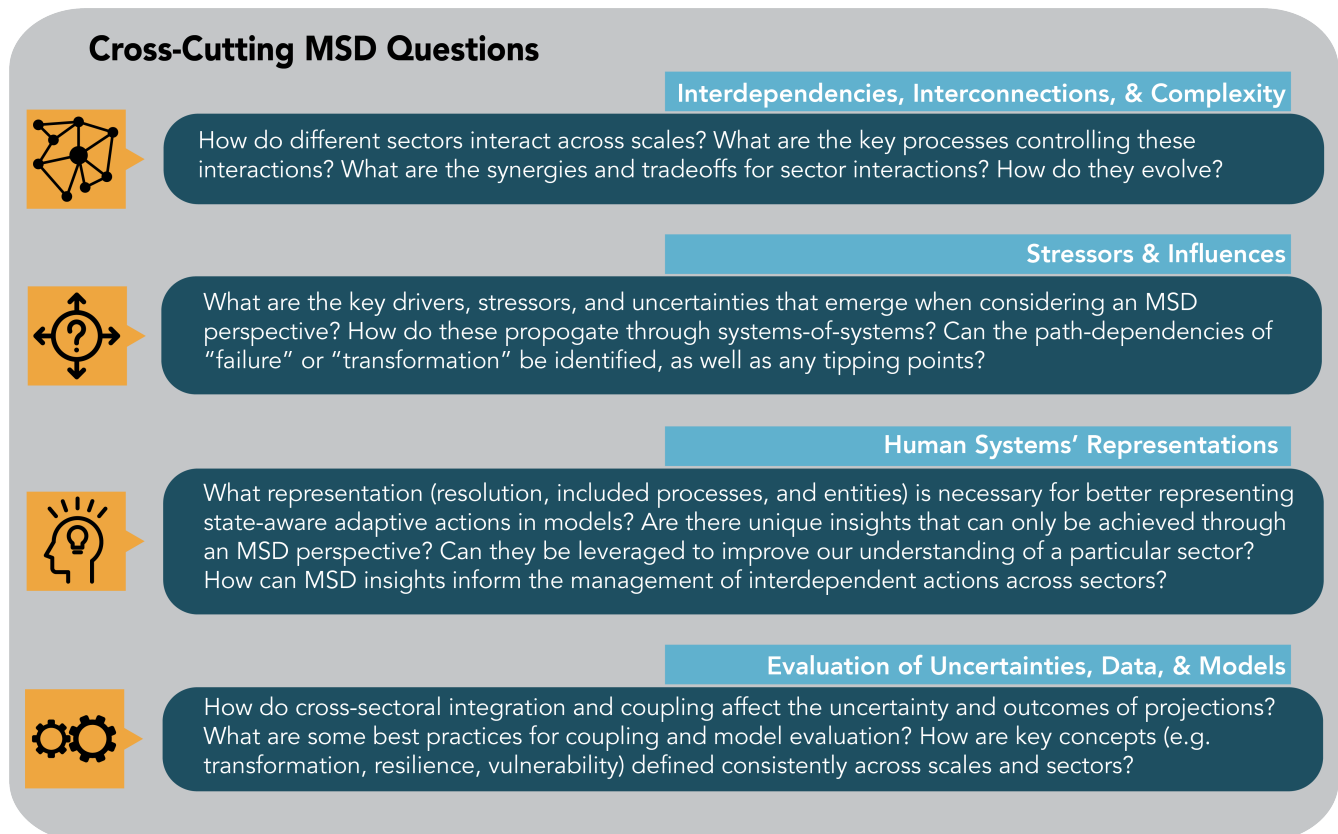 Cross-Cutting MSD Questions
Interdependencies, Interconnections, & Complexity
How do different sectors interact across scales? What are the key processes controlling these
interactions? What are the synergies and tradeoffs for sector interactions? How do they evolve?
Stressors & Influences
What are the key drivers, stressors, and uncertainties that emerge when considering an MSD
perspective? How do these propogate through systems-of-systems? Can the path-dependencies of
“failure” or “transformation” be identified, as well as any tipping points?
Human Systems’ Representations
What representation (resolution, included processes, and entities) is necessary for better representing
state-aware adaptive actions in models? Are there unique insights that can only be achieved through
an MSD perspective? Can they be leveraged to improve our understanding of a particular sector?
How can MSD insights inform the management of interdependent actions across sectors?
Evaluation of Uncertainties, Data, & Models
How do cross-sectoral integration and coupling affect the uncertainty and outcomes of projections?
What are some best practices for coupling and model evaluation? How are key concepts (e.g.
transformation, resilience, vulnerability) defined consistently across scales and sectors?